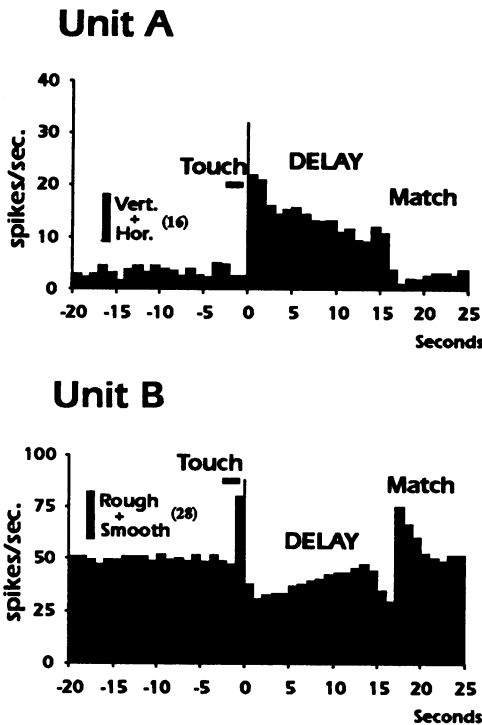 Unit A
spikes/sec.
40
30
20
10
0
Touch
DELAY
Match
Vert.
+
Hor. (16)
-20 -15 -10 -5 0 5 10 15 20 25
Seconds
Unit B
spikes/sec.
100
75
50
25
0
Touch
Match
Rough
+ (28)
Smooth
DELAY
-20 -15 -10 -5 0 5 10 15 20 25
Seconds